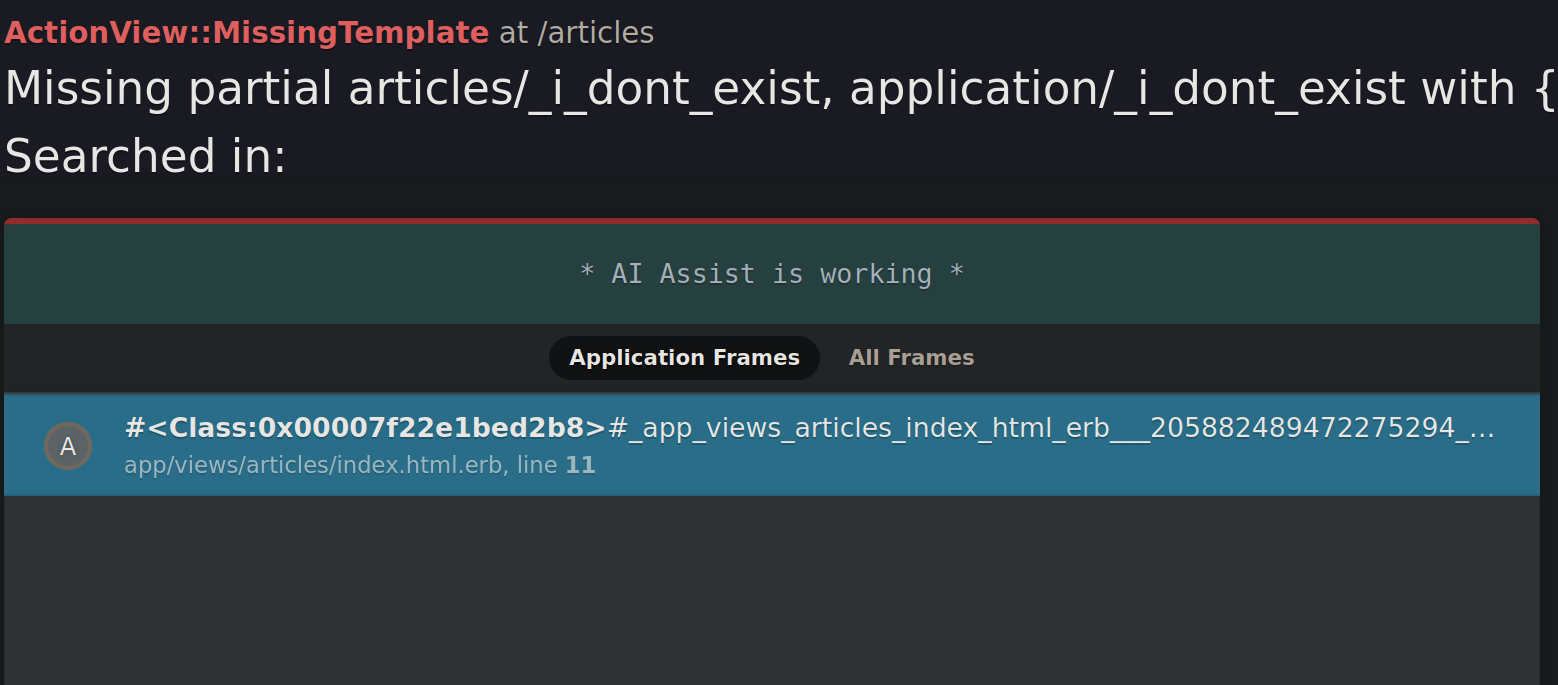 ActionView::MissingTemplate at /articles
Missing partial articles/_i_dont_exist, application/_i_dont_exist with {
Searched in:
* AI Assist is working *
Application Frames All Frames
A
#<Class:0x00007f22e1bed2b8>#_app_views_articles_index_html_erb___205882489472275294_...
app/views/articles/index.html.erb, line 11